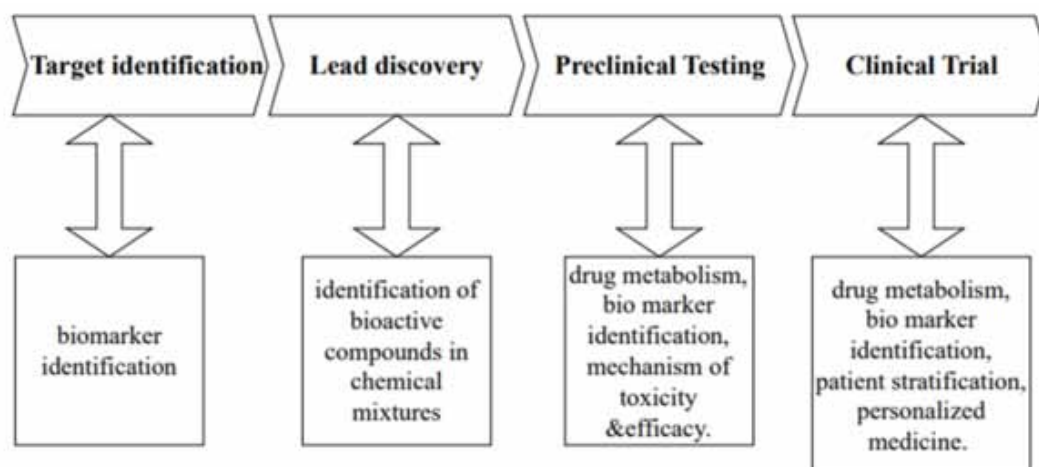 Target identification
Lead discovery
Preclinical Testing
Clinical Trial
biomarker
identification
identification of
bioactive
compounds in
chemical
mixtures
drug metabolism,
bio marker
identification,
mechanism of
toxicity
&efficacy.
drug metabolism,
bio marker
identification,
patient stratification,
personalized
medicine.